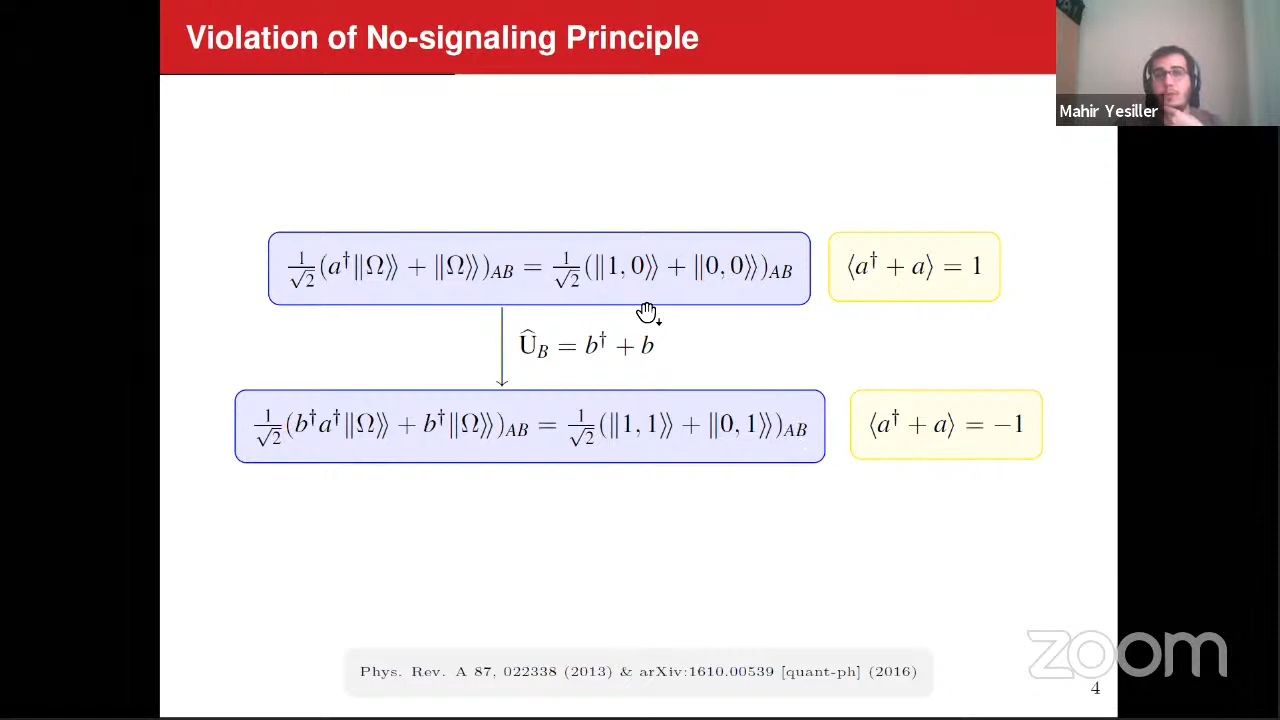 Violation of No-signaling Principle
Mahir Yesiller
1/√2 (a†‖Ω⟩⟩ + ‖Ω⟩⟩)_AB = 1/√2 (‖1, 0⟩⟩ + ‖0, 0⟩⟩)_AB
⟨a† + a⟩ = 1
Û_B = b† + b
1/√2 (b†a†‖Ω⟩⟩ + b†‖Ω⟩⟩)_AB = 1/√2 (‖1, 1⟩⟩ + ‖0, 1⟩⟩)_AB
⟨a† + a⟩ = −1
zoom
Phys. Rev. A 87, 022338 (2013) & arXiv:1610.00539 [quant-ph] (2016)
4